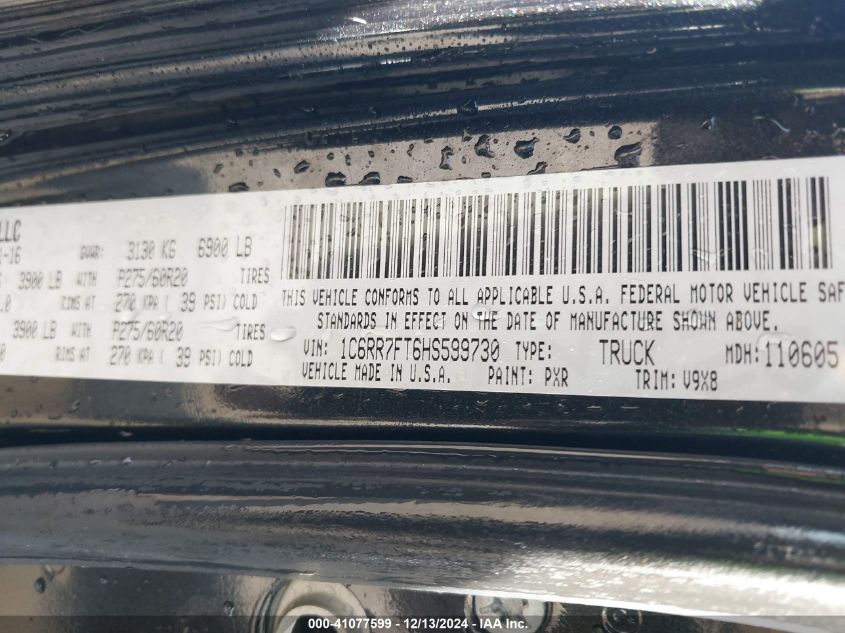 LLC
-16 GVWR: 3130 KG 6900 LB
3900 LB WITH P275/60R20 TIRES
.0 RIMS AT 270 KPA ( 39 PSI) COLD
3900 LB WITH P275/60R20 TIRES
0 RIMS AT 270 KPA ( 39 PSI) COLD
THIS VEHICLE CONFORMS TO ALL APPLICABLE U.S.A. FEDERAL MOTOR VEHICLE SAF
STANDARDS IN EFFECT ON THE DATE OF MANUFACTURE SHOWN ABOVE.
VIN: 1C6RR7FT6HS599730 TYPE: TRUCK MDH: 110605
VEHICLE MADE IN U.S.A. PAINT: PXR TRIM: V9X8
000-41077599 - 12/13/2024 - IAA Inc.